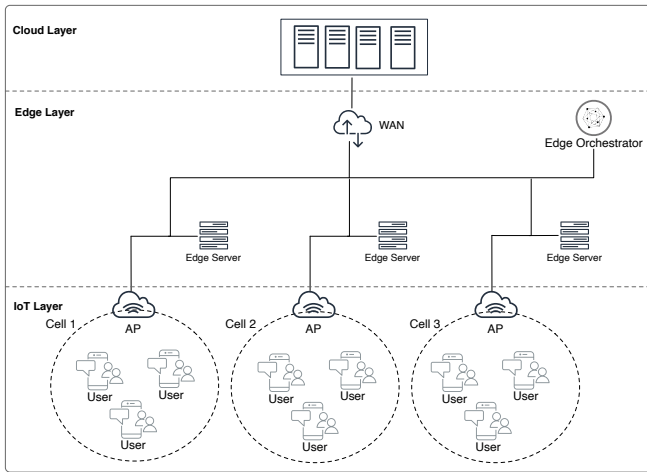 Cloud Layer
Edge Layer
WAN
Edge Orchestrator
Edge Server
Edge Server
Edge Server
IoT Layer
Cell 1
AP
Cell 2
AP
Cell 3
AP
User
User
User
User
User
User
User
User
User